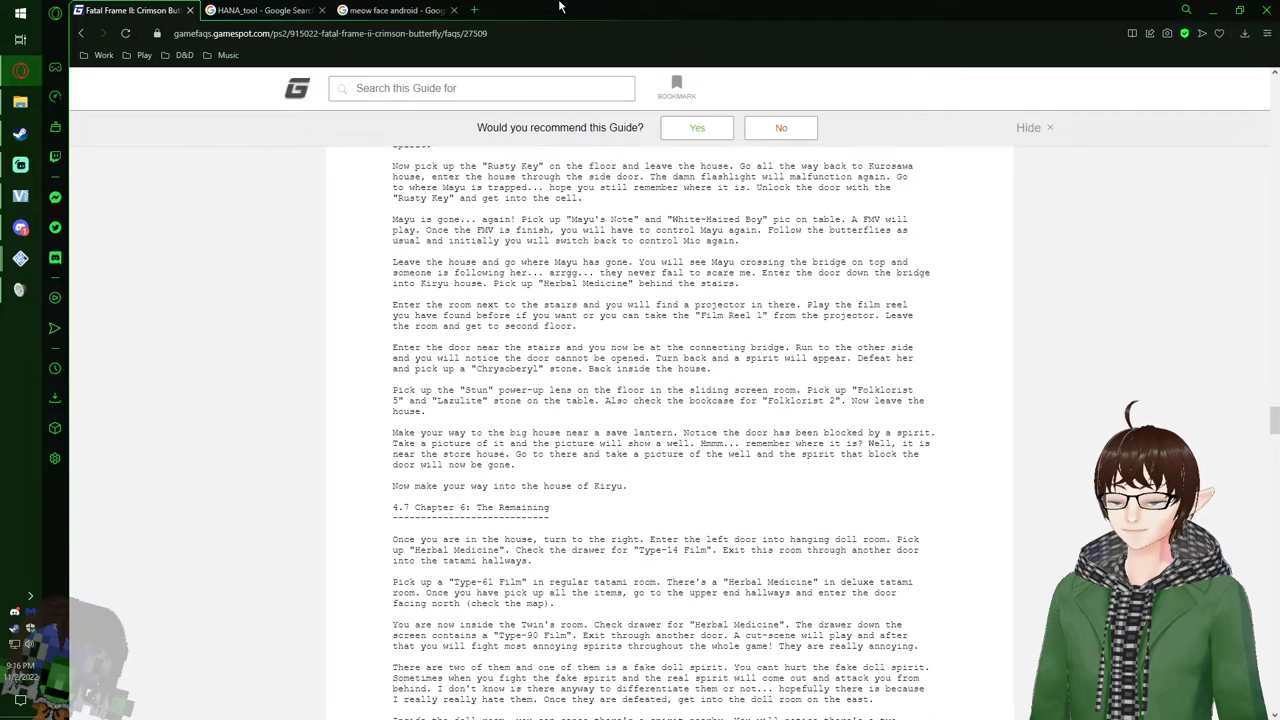 Fatal Frame II: Crimson But
HANA_tool - Google Searc
meow face android - Goog
gamefaqs.gamespot.com/ps2/915022-fatal-frame-ii-crimson-butterfly/faqs/27509
Work Play D&D Music
Search this Guide for
BOOKMARK
Would you recommend this Guide? Yes No Hide ×
spirit.
Now pick up the "Rusty Key" on the floor and leave the house. Go all the way back to Kurosawa
house, enter the house through the side door. The damn flashlight will malfunction again. Go
to where Mayu is trapped... hope you still remember where it is. Unlock the door with the
"Rusty Key" and get into the cell.
Mayu is gone... again! Pick up "Mayu's Note" and "White-Haired Boy" pic on table. A FMV will
play. Once the FMV is finish, you will have to control Mayu again. Follow the butterflies as
usual and initially you will switch back to control Mio again.
Leave the house and go where Mayu has gone. You will see Mayu crossing the bridge on top and
someone is following her... arrgg... they never fail to scare me. Enter the door down the bridge
into Kiryu house. Pick up "Herbal Medicine" behind the stairs.
Enter the room next to the stairs and you will find a projector in there. Play the film reel
you have found before if you want or you can take the "Film Reel 1" from the projector. Leave
the room and get to second floor.
Enter the door near the stairs and you now be at the connecting bridge. Run to the other side
and you will notice the door cannot be opened. Turn back and a spirit will appear. Defeat her
and pick up a "Chrysoberyl" stone. Back inside the house.
Pick up the "Stun" power-up lens on the floor in the sliding screen room. Pick up "Folklorist
5" and "Lazulite" stone on the table. Also check the bookcase for "Folklorist 2". Now leave the
house.
Make your way to the big house near a save lantern. Notice the door has been blocked by a spirit.
Take a picture of it and the picture will show a well. Hmmm... remember where it is? Well, it is
near the store house. Go to there and take a picture of the well and the spirit that block the
door will now be gone.
Now make your way into the house of Kiryu.
4.7 Chapter 6: The Remaining
----------------------------
Once you are in the house, turn to the right. Enter the left door into hanging doll room. Pick
up "Herbal Medicine". Check the drawer for "Type-14 Film". Exit this room through another door
into the tatami hallways.
Pick up a "Type-61 Film" in regular tatami room. There's a "Herbal Medicine" in deluxe tatami
room. Once you have pick up all the items, go to the upper end hallways and enter the door
facing north (check the map).
You are now inside the Twin's room. Check drawer for "Herbal Medicine". The drawer down the
screen contains a "Type-90 Film". Exit through another door. A cut-scene will play and after
that you will fight most annoying spirits throughout the whole game! They are really annoying.
There are two of them and one of them is a fake doll spirit. You cant hurt the fake doll spirit.
Sometimes when you fight the fake spirit and the real spirit will come out and attack you from
behind. I don't know is there anyway to differentiate them or not... hopefully there is because
I really really hate them. Once they are defeated, get into the doll room on the east.
9:16 PM
11/2/2022